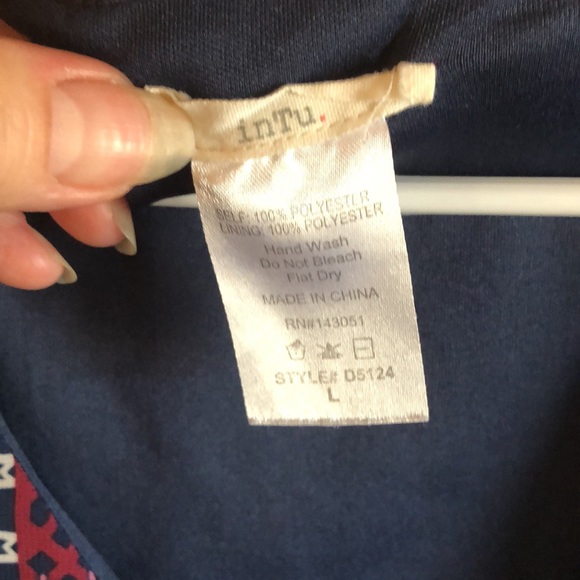 inTu.
SELF: 100% POLYESTER
LINING: 100% POLYESTER
Hand Wash
Do Not Bleach
Flat Dry
MADE IN CHINA
RN#143051
STYLE# D5124
L